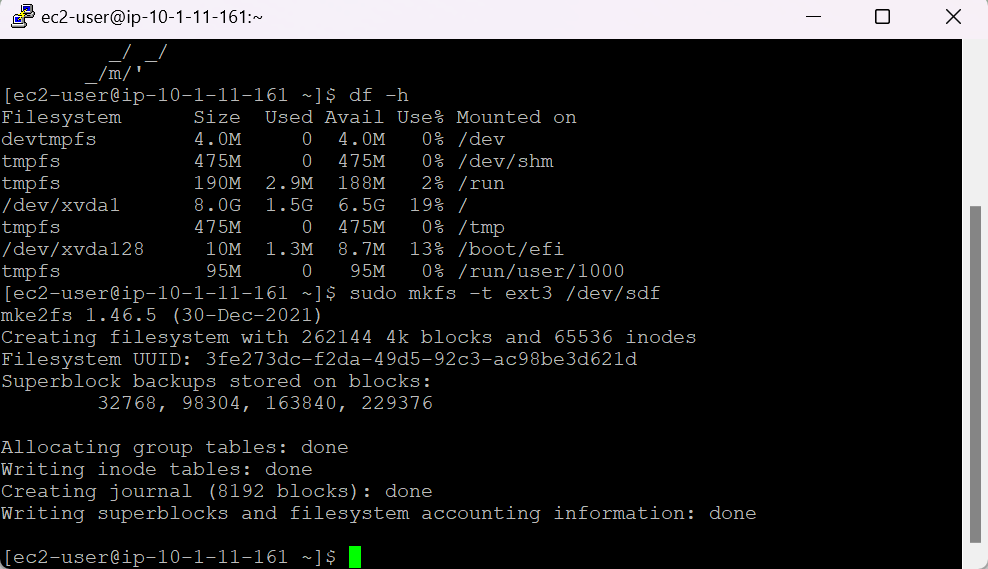 ec2-user@ip-10-1-11-161:~
_/ _/
_/m/'
[ec2-user@ip-10-1-11-161 ~]$ df -h
Filesystem      Size  Used Avail Use% Mounted on
devtmpfs        4.0M     0  4.0M   0% /dev
tmpfs           475M     0  475M   0% /dev/shm
tmpfs           190M  2.9M  188M   2% /run
/dev/xvda1      8.0G  1.5G  6.5G  19% /
tmpfs           475M     0  475M   0% /tmp
/dev/xvda128     10M  1.3M  8.7M  13% /boot/efi
tmpfs            95M     0   95M   0% /run/user/1000
[ec2-user@ip-10-1-11-161 ~]$ sudo mkfs -t ext3 /dev/sdf
mke2fs 1.46.5 (30-Dec-2021)
Creating filesystem with 262144 4k blocks and 65536 inodes
Filesystem UUID: 3fe273dc-f2da-49d5-92c3-ac98be3d621d
Superblock backups stored on blocks:
        32768, 98304, 163840, 229376
Allocating group tables: done
Writing inode tables: done
Creating journal (8192 blocks): done
Writing superblocks and filesystem accounting information: done
[ec2-user@ip-10-1-11-161 ~]$